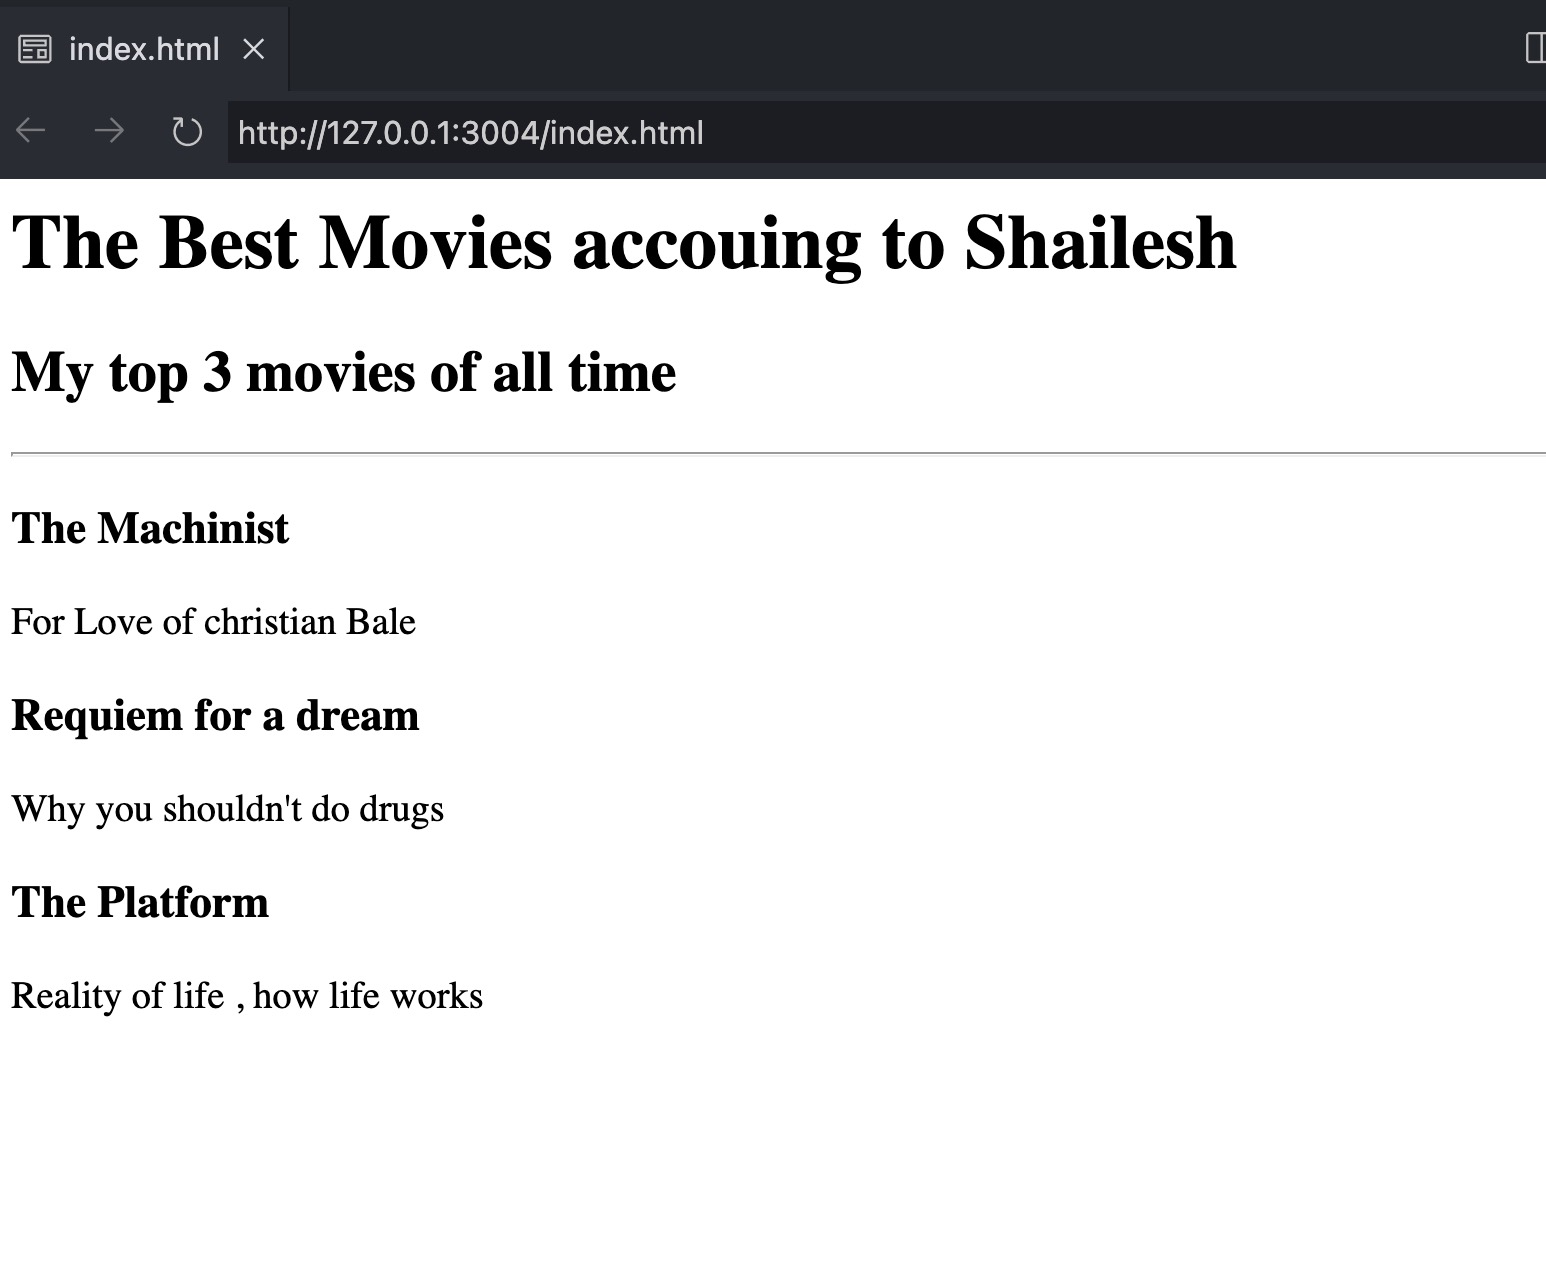 index.html
http://127.0.0.1:3004/index.html
The Best Movies accouing to Shailesh
My top 3 movies of all time
The Machinist
For Love of christian Bale
Requiem for a dream
Why you shouldn't do drugs
The Platform
Reality of life , how life works